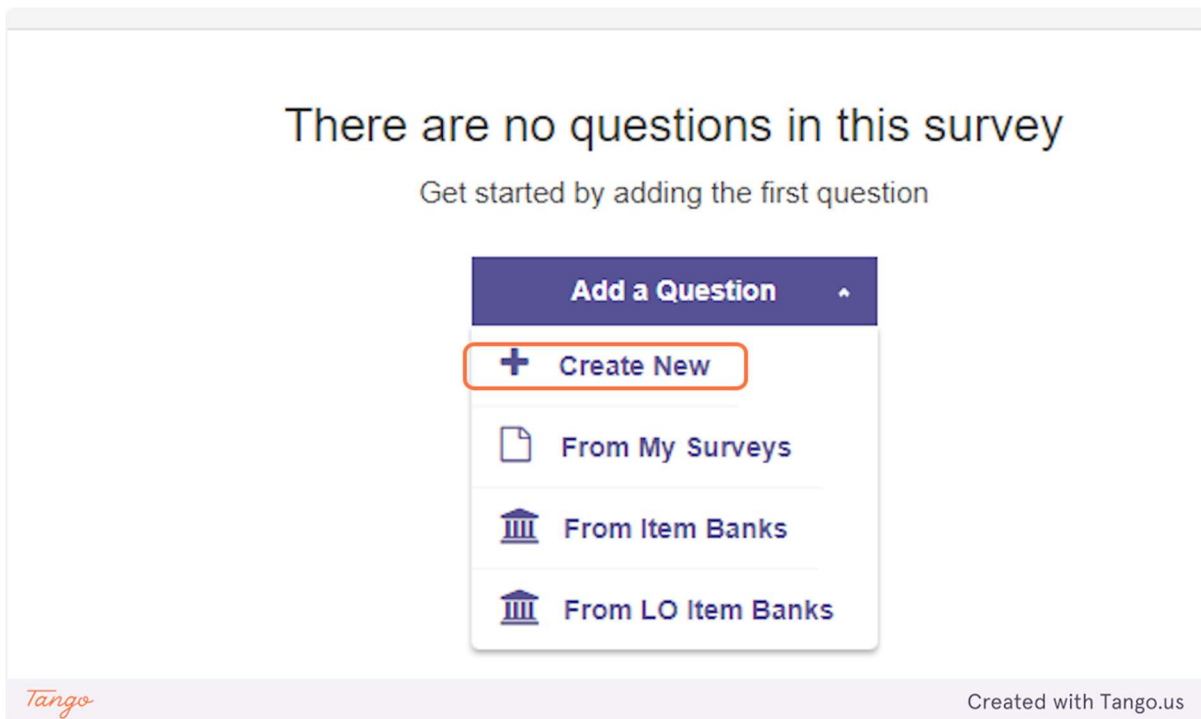 There are no questions in this survey
Get started by adding the first question
Add a Question
Create New
From My Surveys
From Item Banks
From LO Item Banks
Tango
Created with Tango.us